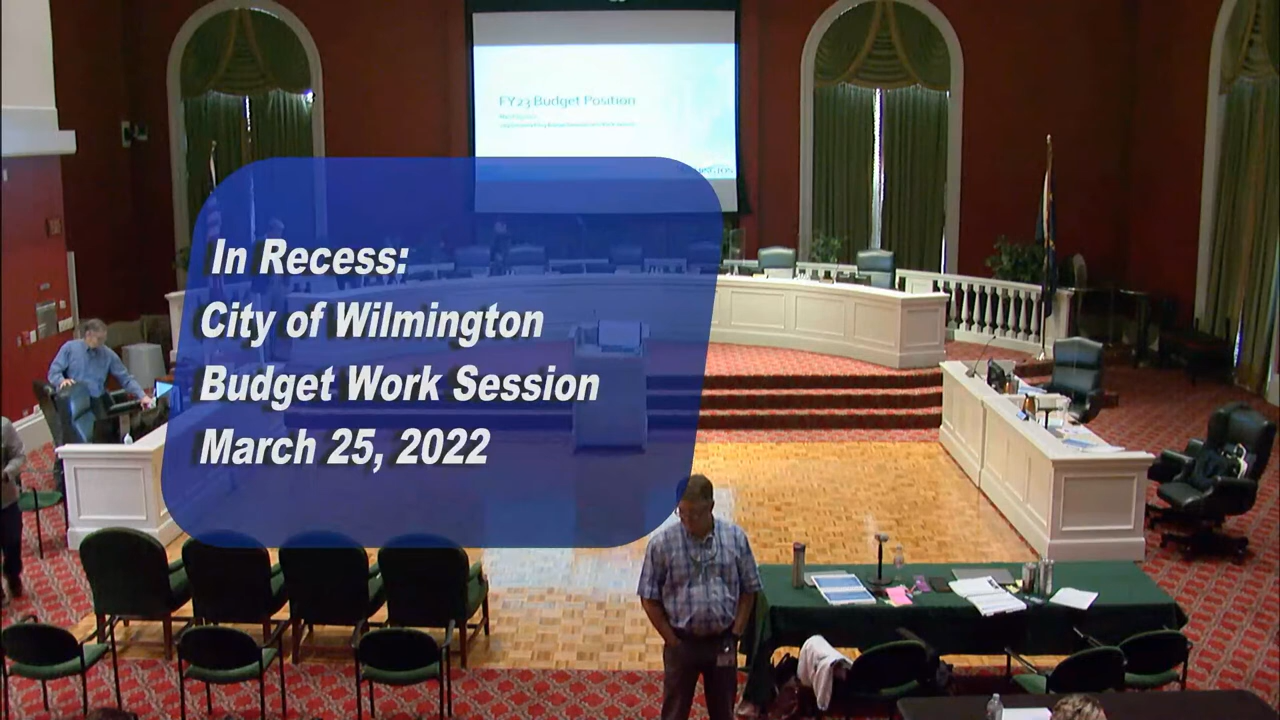 FY23 Budget Position
In Recess:
City of Wilmington
Budget Work Session
March 25, 2022